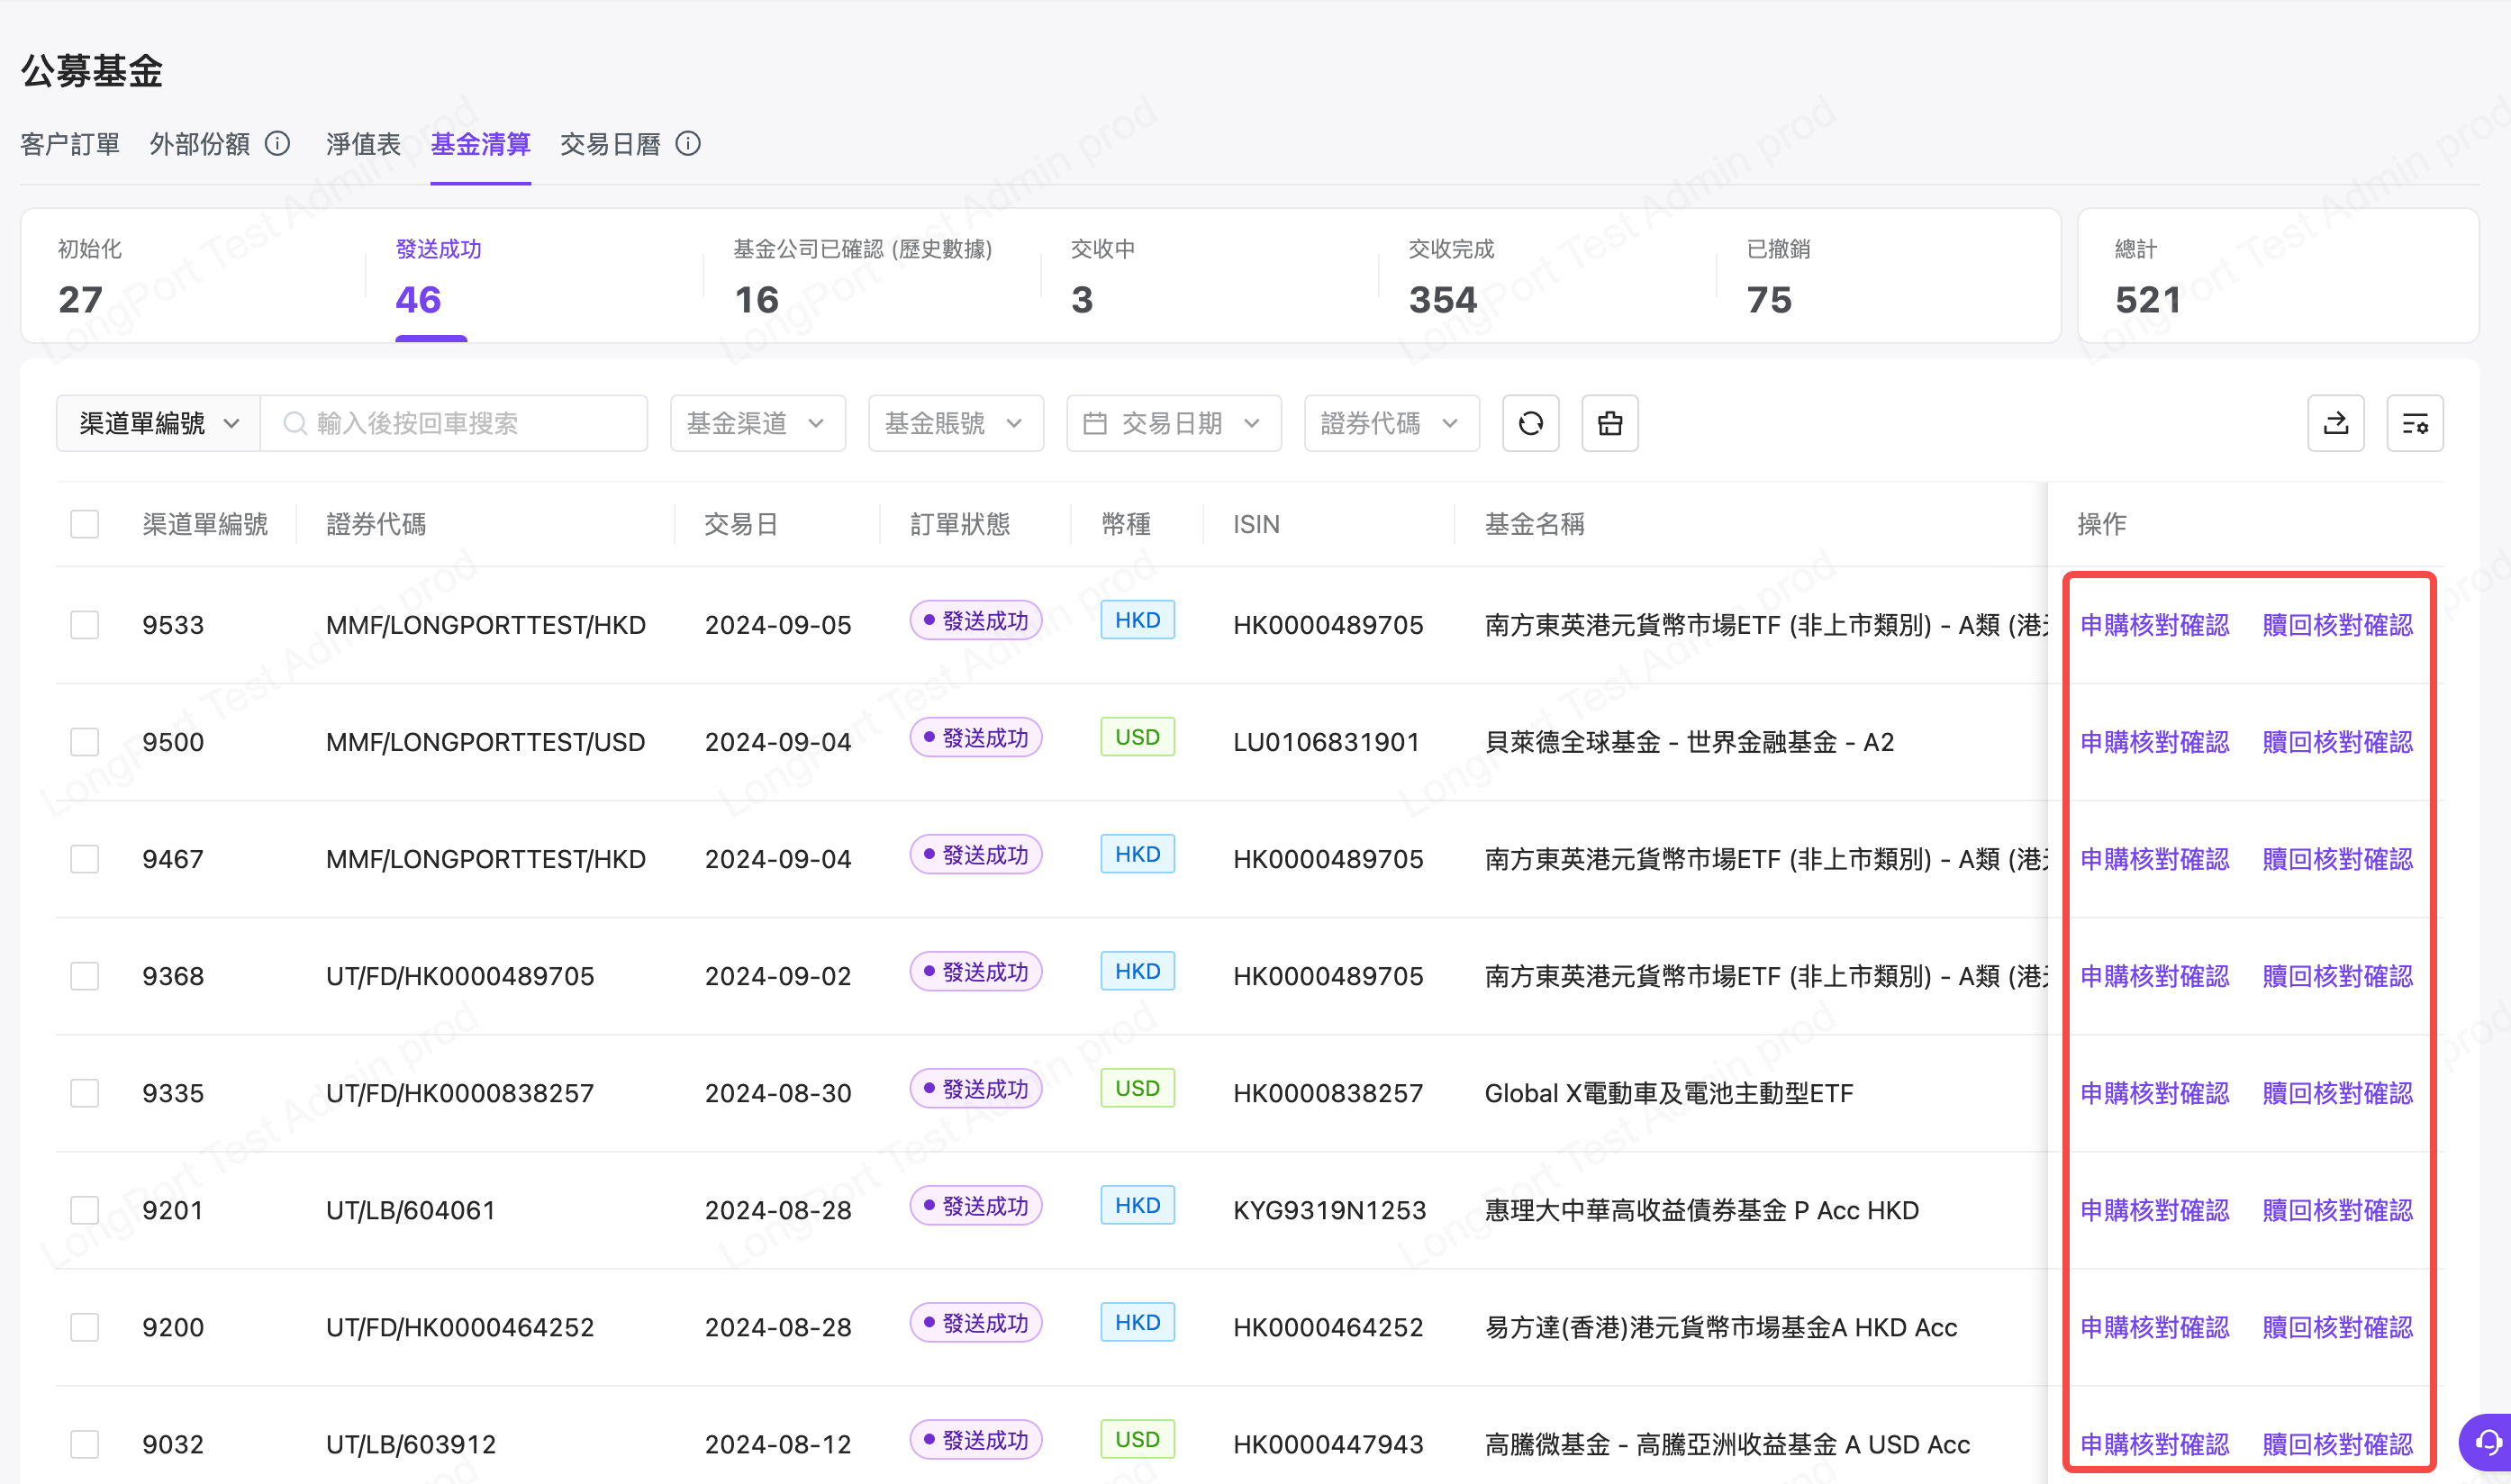 公募基金
客户訂單 外部份額 淨值表 基金清算 交易日曆
初始化 發送成功 基金公司已確認 (歷史數據) 交收中 交收完成 已撤銷 總計
27 46 16 3 354 75 521
渠道單編號 輸入後按回車搜索 基金渠道 基金賬號 交易日期 證券代碼
渠道單編號 證券代碼 交易日 訂單狀態 幣種 ISIN 基金名稱 操作
9533 MMF/LONGPORTTEST/HKD 2024-09-05 發送成功 HKD HK0000489705 南方東英港元貨幣市場ETF (非上市類別) - A類 (港 申購核對確認 贖回核對確認
9500 MMF/LONGPORTTEST/USD 2024-09-04 發送成功 USD LU0106831901 貝萊德全球基金 - 世界金融基金 - A2 申購核對確認 贖回核對確認
9467 MMF/LONGPORTTEST/HKD 2024-09-04 發送成功 HKD HK0000489705 南方東英港元貨幣市場ETF (非上市類別) - A類 (港 申購核對確認 贖回核對確認
9368 UT/FD/HK0000489705 2024-09-02 發送成功 HKD HK0000489705 南方東英港元貨幣市場ETF (非上市類別) - A類 (港 申購核對確認 贖回核對確認
9335 UT/FD/HK0000838257 2024-08-30 發送成功 USD HK0000838257 Global X電動車及電池主動型ETF 申購核對確認 贖回核對確認
9201 UT/LB/604061 2024-08-28 發送成功 HKD KYG9319N1253 惠理大中華高收益債券基金 P Acc HKD 申購核對確認 贖回核對確認
9200 UT/FD/HK0000464252 2024-08-28 發送成功 HKD HK0000464252 易方達(香港)港元貨幣市場基金A HKD Acc 申購核對確認 贖回核對確認
9032 UT/LB/603912 2024-08-12 發送成功 USD HK0000447943 高騰微基金 - 高騰亞洲收益基金 A USD Acc 申購核對確認 贖回核對確認
LongPort Test Admin prod